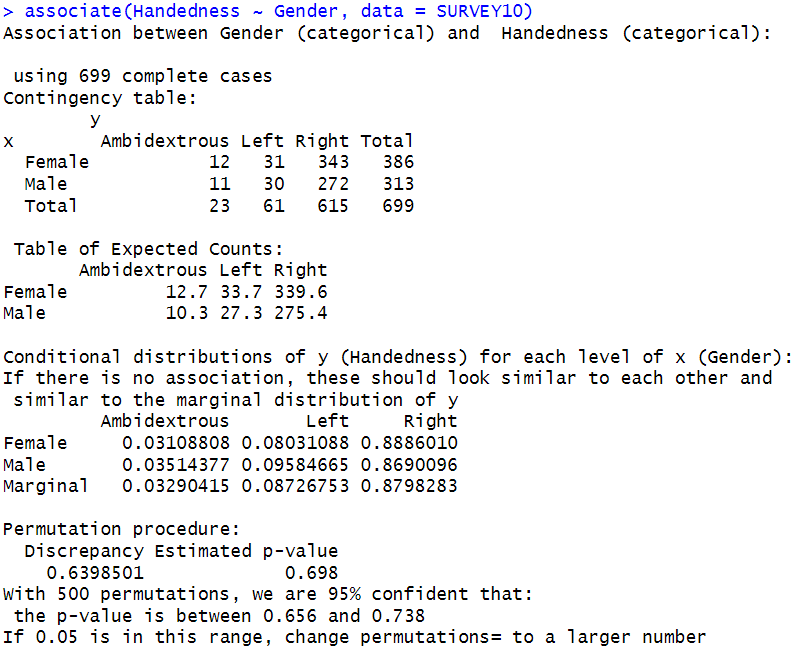 > associate(Handedness ~ Gender, data = SURVEY10)
Association between Gender (categorical) and  Handedness (categorical):
 using 699 complete cases
Contingency table:
        y
x        Ambidextrous Left Right Total
  Female           12   31   343   386
  Male             11   30   272   313
  Total            23   61   615   699
 Table of Expected Counts:
       Ambidextrous Left Right
Female         12.7 33.7 339.6
Male           10.3 27.3 275.4
Conditional distributions of y (Handedness) for each level of x (Gender):
If there is no association, these should look similar to each other and
 similar to the marginal distribution of y
         Ambidextrous       Left     Right
Female     0.03108808 0.08031088 0.8886010
Male       0.03514377 0.09584665 0.8690096
Marginal   0.03290415 0.08726753 0.8798283
Permutation procedure:
  Discrepancy Estimated p-value
    0.6398501             0.698
With 500 permutations, we are 95% confident that:
 the p-value is between 0.656 and 0.738
If 0.05 is in this range, change permutations= to a larger number